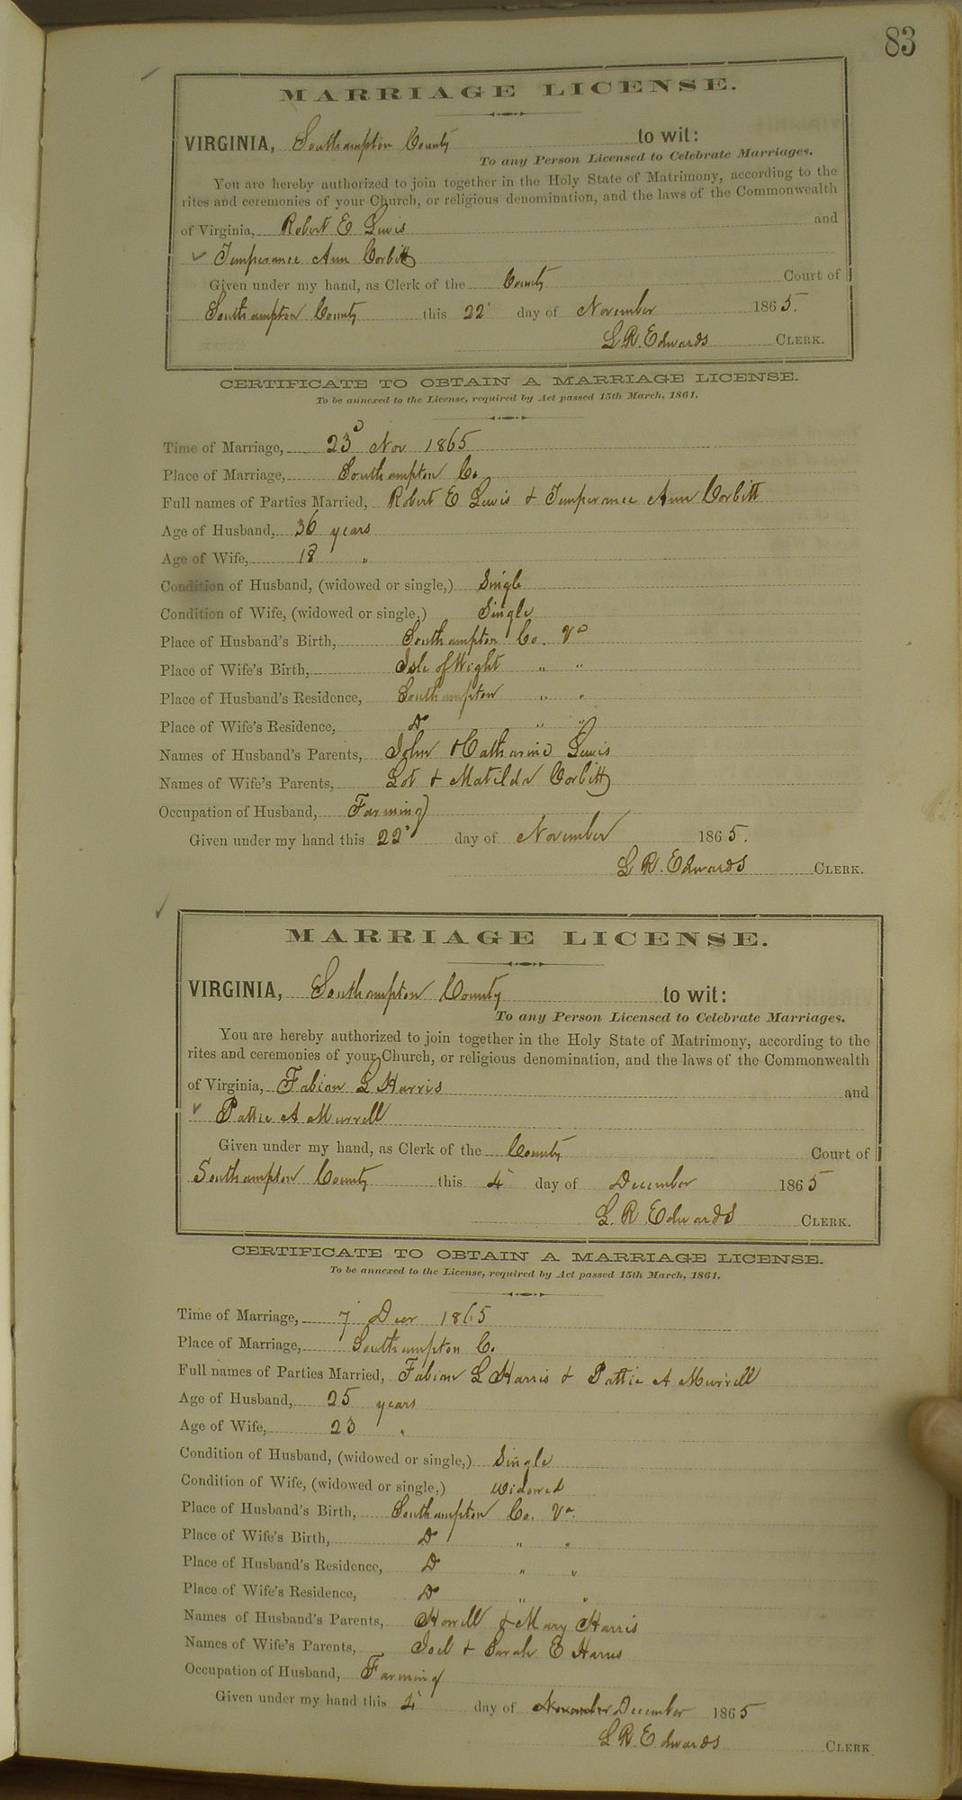 83
MARRIAGE LICENSE.
VIRGINIA, Southampton County to wit:
To any Person Licensed to Celebrate Marriages.
You are hereby authorized to join together in the Holy State of Matrimony, according to the
rites and ceremonies of your Church, or religious denomination, and the laws of the Commonwealth
of Virginia, Robert E Lewis and
Temperance Ann Corbitt
Given under my hand, as Clerk of the County Court of
Southampton County this 22 day of November 1865.
L R. Edwards CLERK.
CERTIFICATE TO OBTAIN A MARRIAGE LICENSE.
To be annexed to the License, required by Act passed 15th March, 1861.
Time of Marriage, 23d Nov 1865
Place of Marriage, Southampton Co.
Full names of Parties Married, Robert E Lewis & Temperance Ann Corbitt
Age of Husband, 36 years
Age of Wife, 18 "
Condition of Husband, (widowed or single,) Single
Condition of Wife, (widowed or single,) Single
Place of Husband's Birth, Southampton Co. Va
Place of Wife's Birth, Isle of Wight " "
Place of Husband's Residence, Southampton " "
Place of Wife's Residence, Do " "
Names of Husband's Parents, John & Catharine Lewis
Names of Wife's Parents, Lot & Matilda Corbitt
Occupation of Husband, Farming
Given under my hand this 22 day of November 1865.
L R. Edwards CLERK.
MARRIAGE LICENSE.
VIRGINIA, Southampton County to wit:
To any Person Licensed to Celebrate Marriages.
You are hereby authorized to join together in the Holy State of Matrimony, according to the
rites and ceremonies of your Church, or religious denomination, and the laws of the Commonwealth
of Virginia, Fabian L Harris and
Pattie A Murrell
Given under my hand, as Clerk of the County Court of
Southampton County this 4 day of December 1865
L. R. Edwards CLERK.
CERTIFICATE TO OBTAIN A MARRIAGE LICENSE.
To be annexed to the License, required by Act passed 15th March, 1861.
Time of Marriage, 7 Decr 1865
Place of Marriage, Southampton Co.
Full names of Parties Married, Fabian L Harris & Pattie A Murrell
Age of Husband, 25 years
Age of Wife, 23 "
Condition of Husband, (widowed or single,) Single
Condition of Wife, (widowed or single,) Widowed
Place of Husband's Birth, Southampton Co. Va.
Place of Wife's Birth, Do " "
Place of Husband's Residence, Do " "
Place of Wife's Residence, Do " "
Names of Husband's Parents, Howell & Mary Harris
Names of Wife's Parents, Joel & Sarah E Harris
Occupation of Husband, Farming
Given under my hand this 4 day of November December 1865
L R. Edwards CLERK